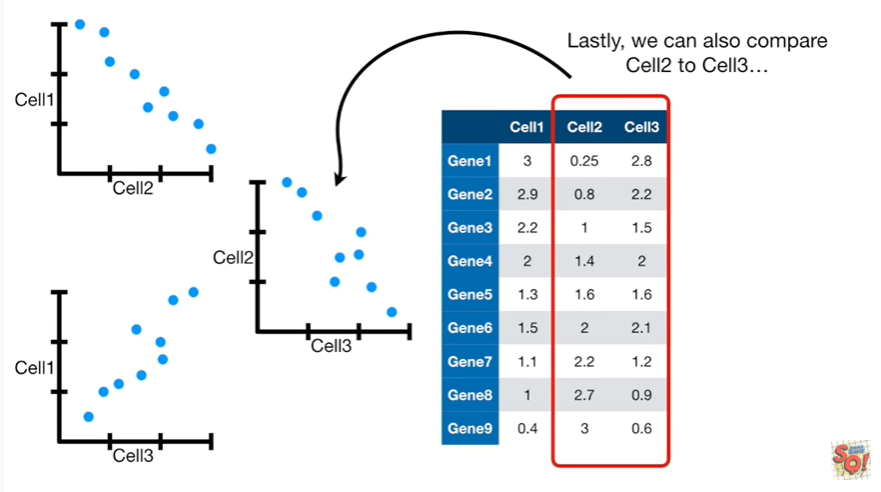 Lastly, we can also compare
Cell2 to Cell3...
Cell1
Cell2
Cell2
Cell3
Cell1
Cell3
Cell1 Cell2 Cell3
Gene1 3 0.25 2.8
Gene2 2.9 0.8 2.2
Gene3 2.2 1 1.5
Gene4 2 1.4 2
Gene5 1.3 1.6 1.6
Gene6 1.5 2 2.1
Gene7 1.1 2.2 1.2
Gene8 1 2.7 0.9
Gene9 0.4 3 0.6
SQ!